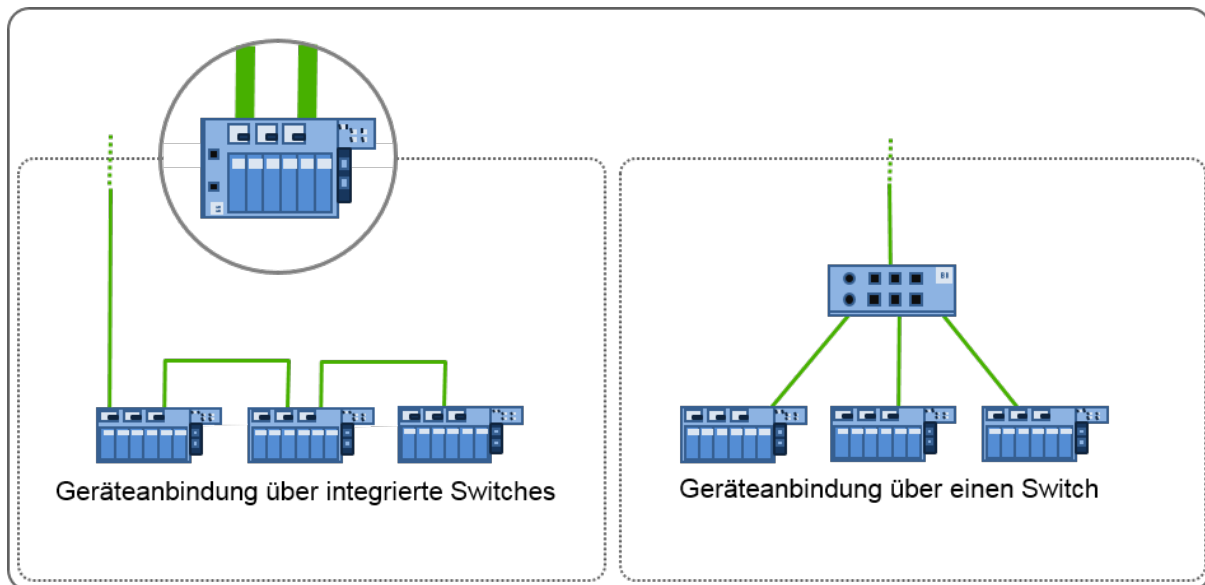 Geräteanbindung über integrierte Switches
Geräteanbindung über einen Switch